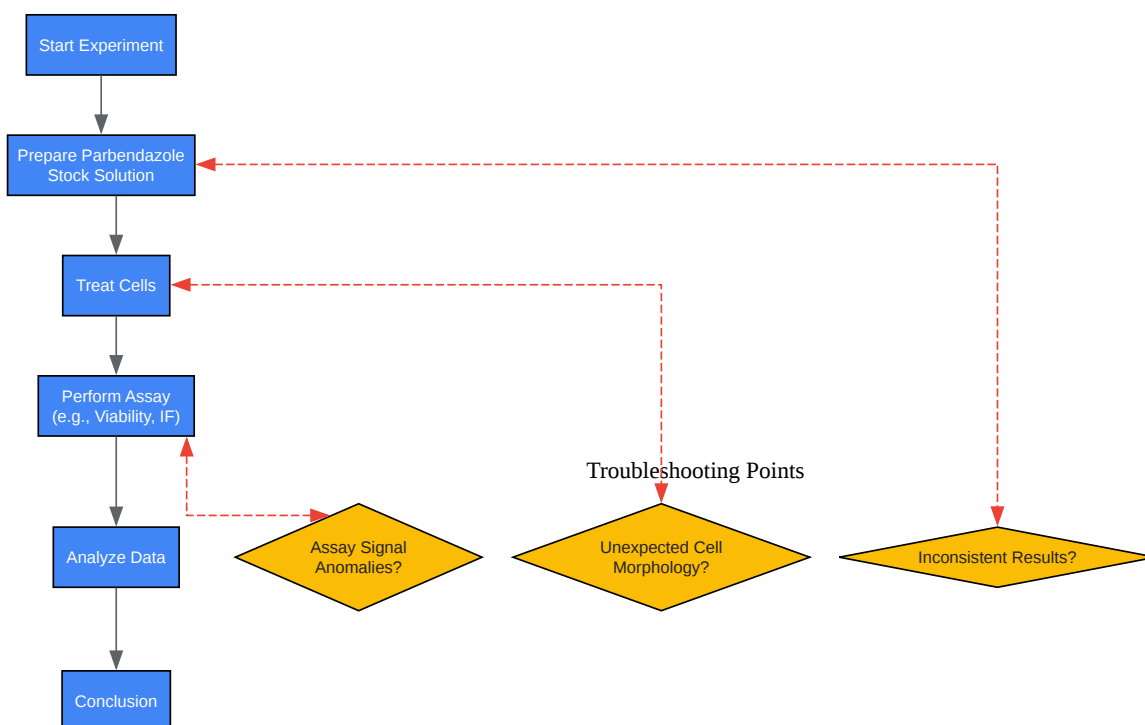 Start Experiment
Prepare Parbendazole
Stock Solution
Treat Cells
Perform Assay
(e.g., Viability, IF)
Troubleshooting Points
Assay Signal
Anomalies?
Unexpected Cell
Morphology?
Inconsistent Results?
Analyze Data
Conclusion